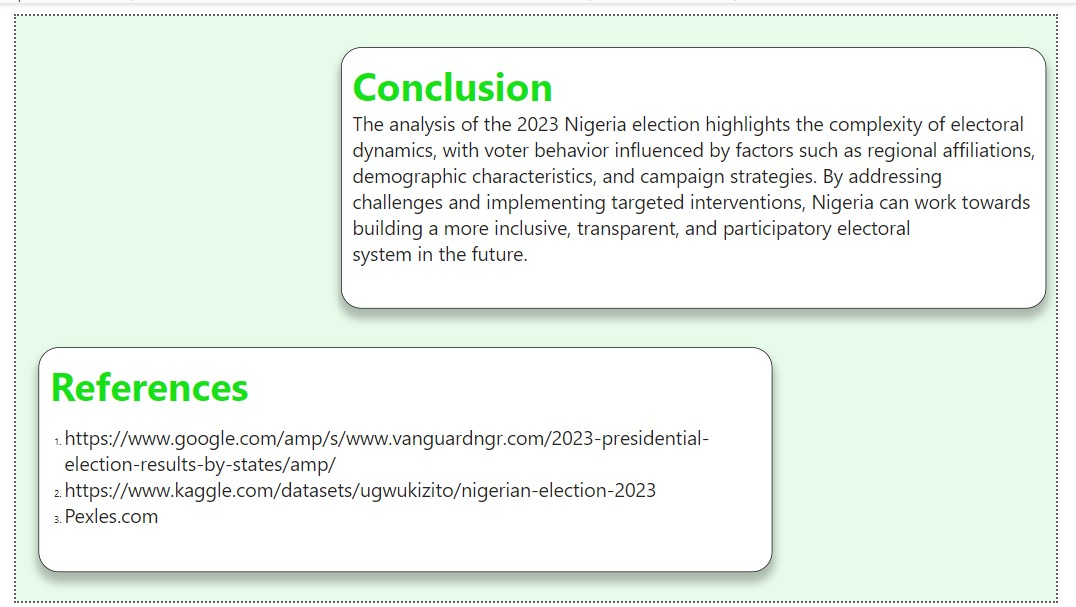 Conclusion
The analysis of the 2023 Nigeria election highlights the complexity of electoral
dynamics, with voter behavior influenced by factors such as regional affiliations,
demographic characteristics, and campaign strategies. By addressing
challenges and implementing targeted interventions, Nigeria can work towards
building a more inclusive, transparent, and participatory electoral
system in the future.
References
1. https://www.google.com/amp/s/www.vanguardngr.com/2023-presidential-
election-results-by-states/amp/
2. https://www.kaggle.com/datasets/ugwukizito/nigerian-election-2023
3. Pexles.com